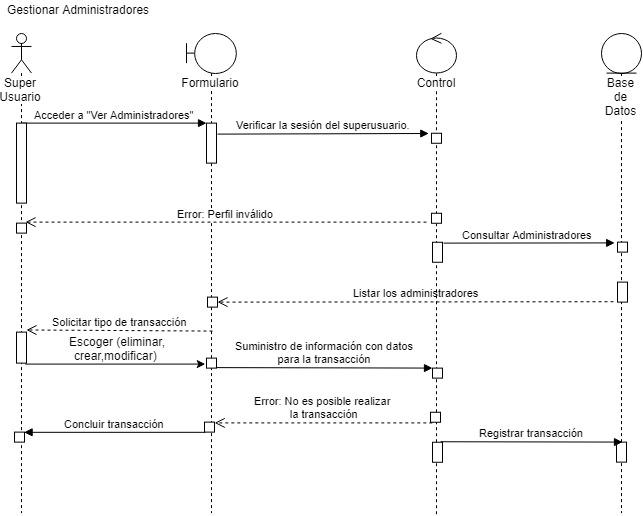 Gestionar Administradores
Super
Usuario
Formulario
Control
Base
de
Datos
Acceder a "Ver Administradores"
Verificar la sesión del superusuario.
Error: Perfil inválido
Consultar Administradores
Listar los administradores
Solicitar tipo de transacción
Escoger (eliminar,
crear,modificar)
Suministro de información con datos
para la transacción
Error: No es posible realizar
la transacción
Concluir transacción
Registrar transacción